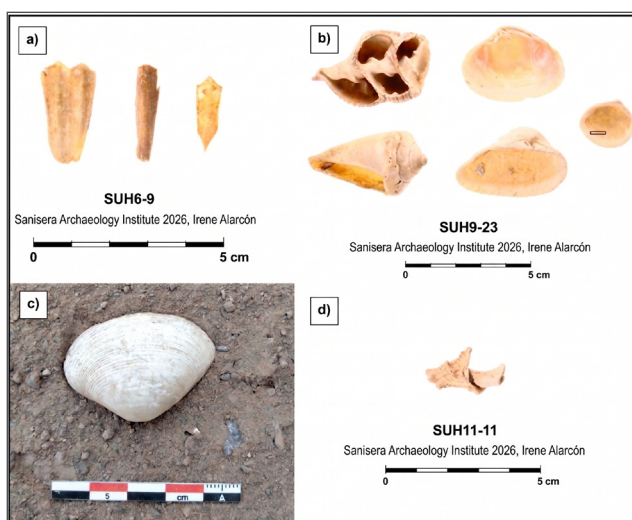 a)
SUH6-9
Sanisera Archaeology Institute 2026, Irene Alarcón
0 5 cm
b)
SUH9-23
Sanisera Archaeology Institute 2026, Irene Alarcón
0 5 cm
c)
5 cm A
d)
SUH11-11
Sanisera Archaeology Institute 2026, Irene Alarcón
0 5 cm